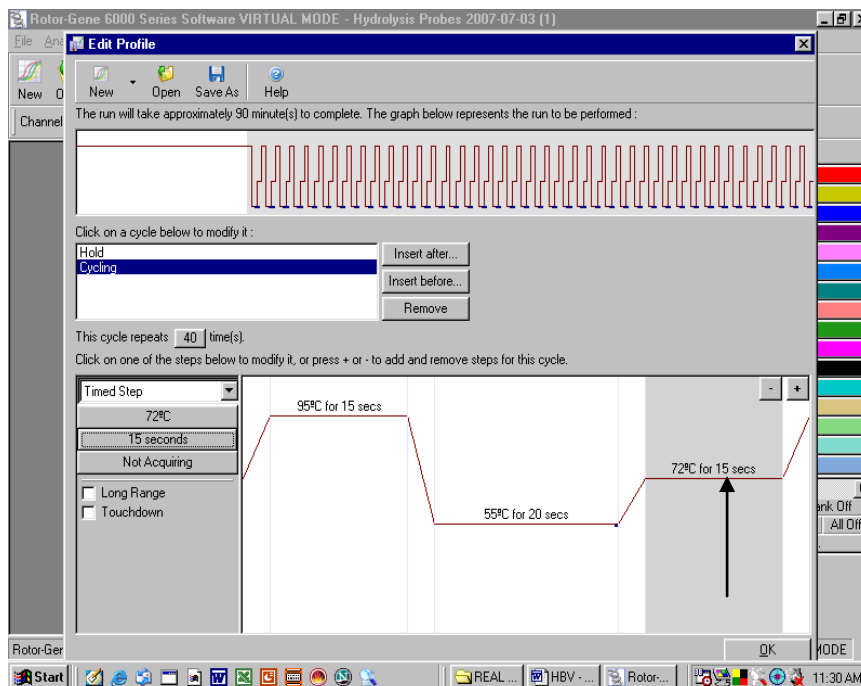 Rotor-Gene 6000 Series Software VIRTUAL MODE - Hydrolysis Probes 2007-07-03 (1)
File Ana
Edit Profile
New
New Open Save As Help
Channel
The run will take approximately 90 minute(s) to complete. The graph below represents the run to be performed :
Click on a cycle below to modify it :
Hold
Cycling
Insert after...
Insert before...
Remove
This cycle repeats 40 time(s).
Click on one of the steps below to modify it, or press + or - to add and remove steps for this cycle.
Timed Step
- +
72ºC
15 seconds
Not Acquiring
Long Range
Touchdown
95ºC for 15 secs
55ºC for 20 secs
72ºC for 15 secs
ank Off
All Off
OK
Rotor-Ger
MODE
Start
REAL ... HBV - ... Rotor-... 11:30 AM